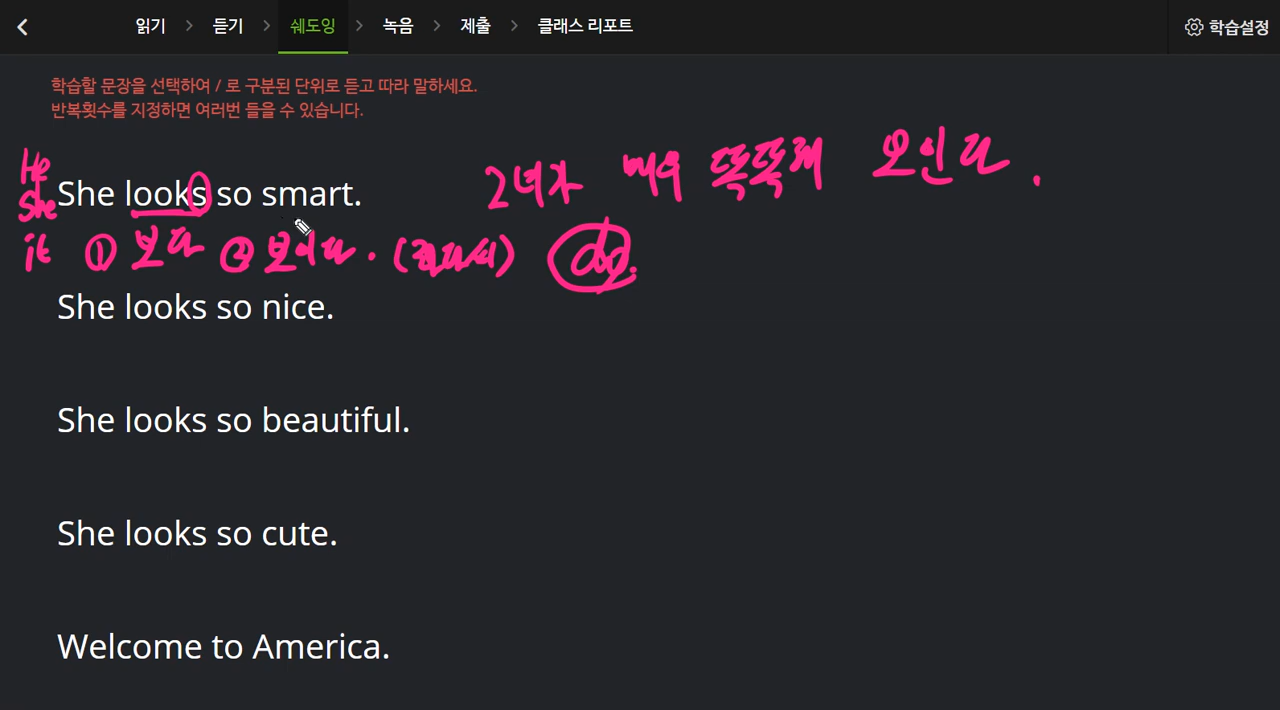 읽기 > 듣기 > 쉐도잉 > 녹음 > 제출 > 클래스 리포트 학습설정
학습할 문장을 선택하여 / 로 구분된 단위로 듣고 따라 말하세요.
반복횟수를 지정하면 여러번 들을 수 있습니다.
He
She
it
She looks so smart.
그녀가 매우 똑똑해 보인다.
① 보다 ② 보이다.
She looks so nice.
She looks so beautiful.
She looks so cute.
Welcome to America.